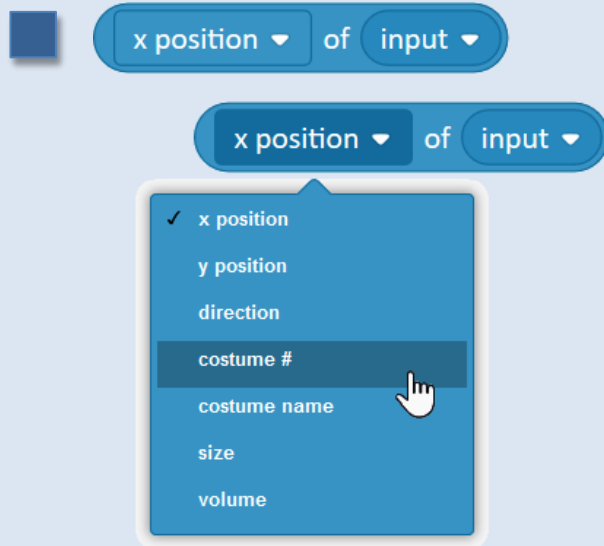 x position of input
x position of input
x position
y position
direction
costume #
costume name
size
volume